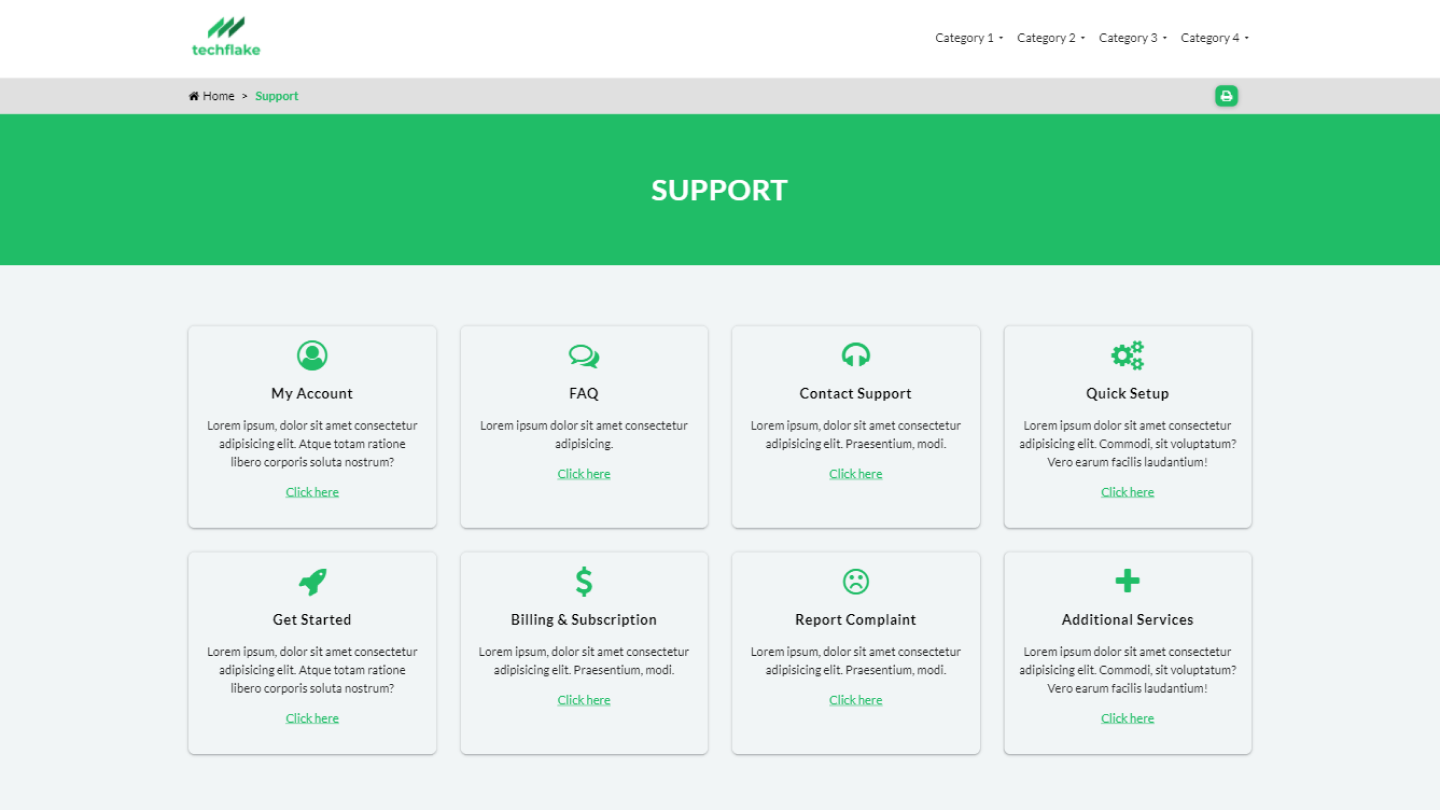 techflake
Category 1
Category 2
Category 3
Category 4
Home > Support
SUPPORT
My Account
Lorem ipsum, dolor sit amet consectetur
adipisicing elit. Atque totam ratione
libero corporis soluta nostrum?
Click here
FAQ
Lorem ipsum dolor sit amet consectetur
adipisicing.
Click here
Contact Support
Lorem ipsum, dolor sit amet consectetur
adipisicing elit. Praesentium, modi.
Click here
Quick Setup
Lorem ipsum dolor sit amet consectetur
adipisicing elit. Commodi, sit voluptatum?
Vero earum facilis laudantium!
Click here
Get Started
Lorem ipsum, dolor sit amet consectetur
adipisicing elit. Atque totam ratione
libero corporis soluta nostrum?
Click here
Billing & Subscription
Lorem ipsum, dolor sit amet consectetur
adipisicing elit. Praesentium, modi.
Click here
Report Complaint
Lorem ipsum, dolor sit amet consectetur
adipisicing elit. Praesentium, modi.
Click here
Additional Services
Lorem ipsum dolor sit amet consectetur
adipisicing elit. Commodi, sit voluptatum?
Vero earum facilis laudantium!
Click here